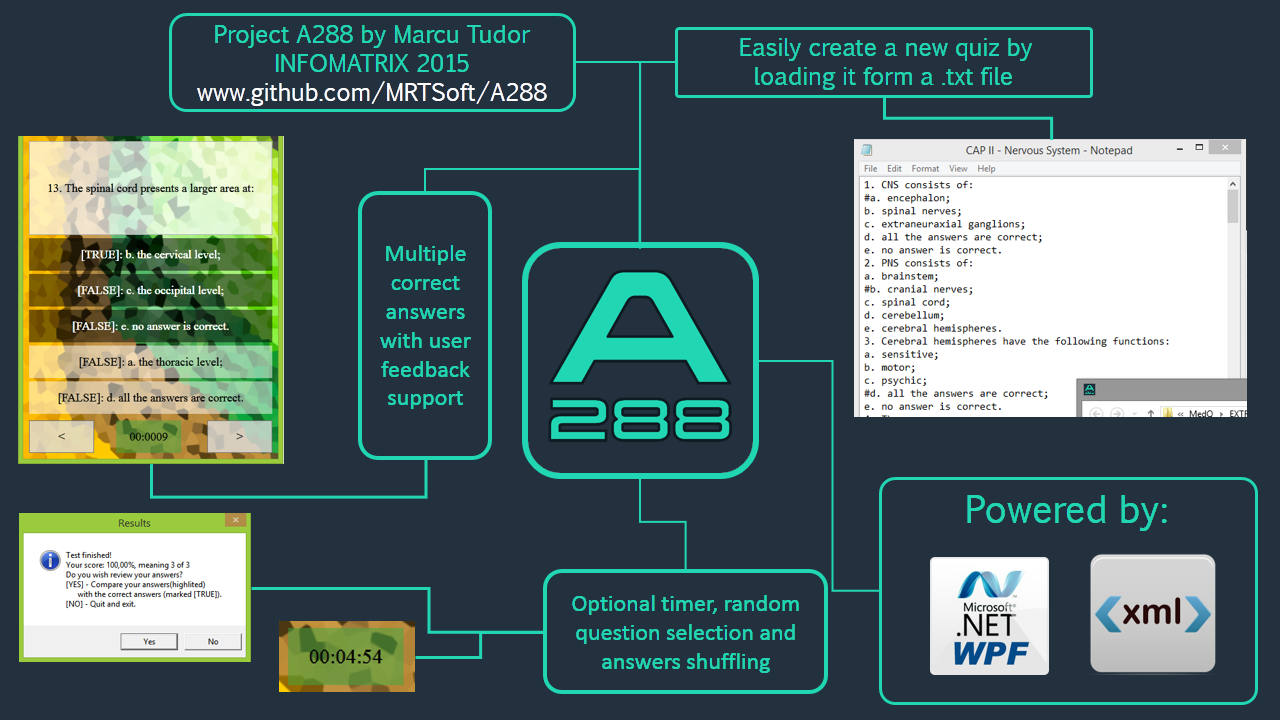 Project A288 by Marcu Tudor
INFOMATRIX 2015
www.github.com/MRTSoft/A288
Easily create a new quiz by
loading it form a .txt file
13. The spinal cord presents a larger area at:
[TRUE]: b. the cervical level;
[FALSE]: c. the occipital level;
[FALSE]: e. no answer is correct.
[FALSE]: a. the thoracic level;
[FALSE]: d. all the answers are correct.
<
00:0009
>
Multiple
correct
answers
with user
feedback
support
A
288
CAP II - Nervous System - Notepad
File Edit Format View Help
1. CNS consists of:
#a. encephalon;
b. spinal nerves;
c. extraneuraxial ganglions;
d. all the answers are correct;
e. no answer is correct.
2. PNS consists of:
a. brainstem;
#b. cranial nerves;
c. spinal cord;
d. cerebellum;
e. cerebral hemispheres.
3. Cerebral hemispheres have the following functions:
a. sensitive;
b. motor;
c. psychic;
#d. all the answers are correct;
e. no answer is correct.
« MedQ EXTR
Results
Test finished!
Your score: 100,00%, meaning 3 of 3
Do you wish review your answers?
[YES] - Compare your answers(highlited)
with the correct answers (marked [TRUE]).
[NO] - Quit and exit.
Yes
No
00:04:54
Optional timer, random
question selection and
answers shuffling
Powered by:
Microsoft®
.NET
WPF
<xml>